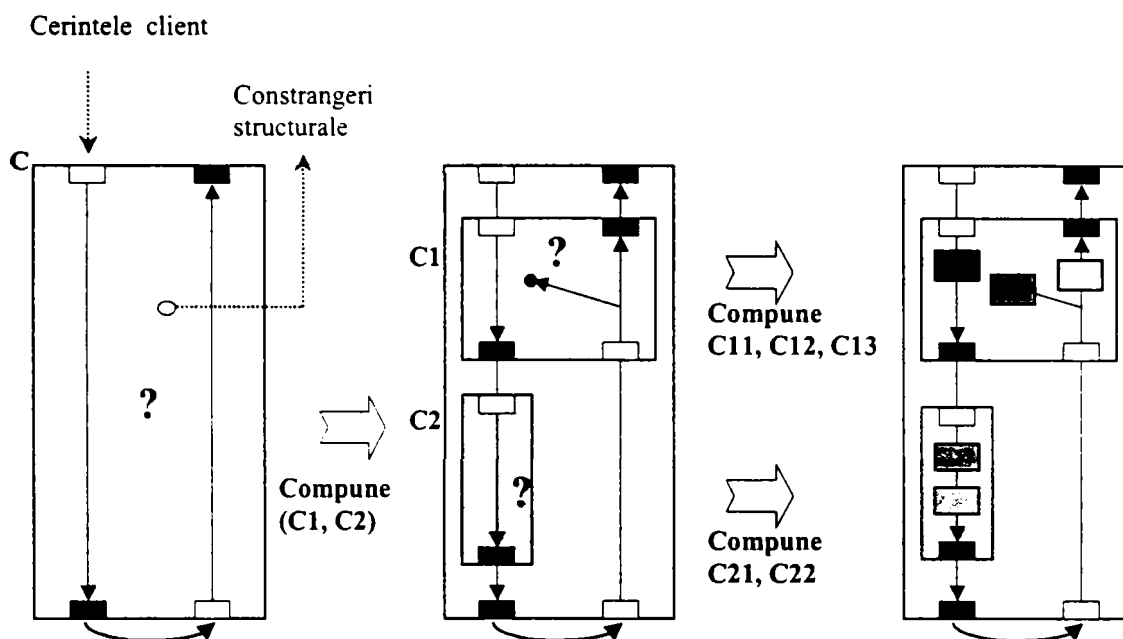 Cerintele client
Constrangeri
structurale
C
?
Compune
(C1, C2)
C1
?
C2
?
Compune
C11, C12, C13
Compune
C21, C22